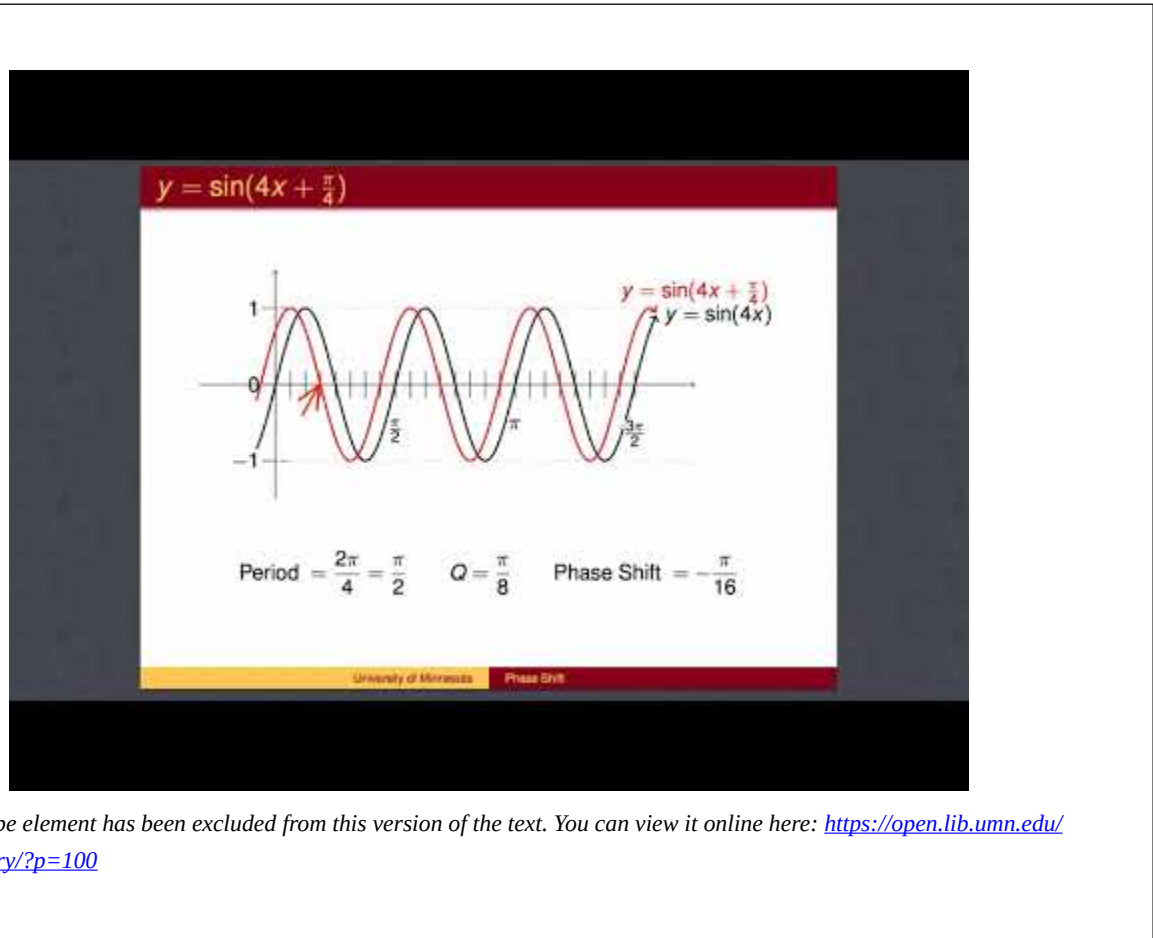 y = sin(4x + π/4)
1
y = sin(4x + π/4)
y = sin(4x)
0
π/2
π
3π/2
−1
Period = 2π/4 = π/2 Q = π/8 Phase Shift = −π/16
University of Minnesota Phase Shift
be element has been excluded from this version of the text. You can view it online here: https://open.lib.umn.edu/
ry/?p=100